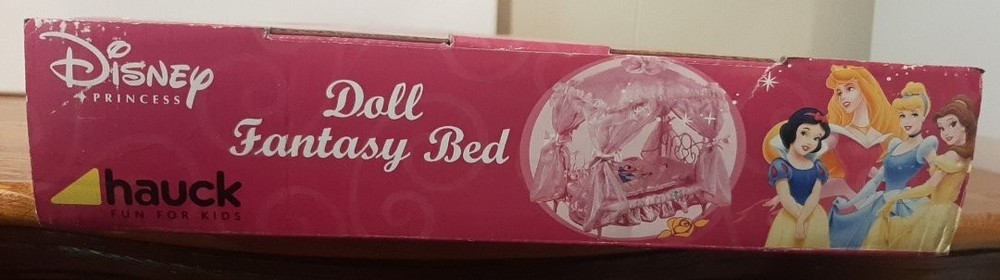 Disney
PRINCESS
Doll
Fantasy Bed
hauck
FUN FOR KIDS